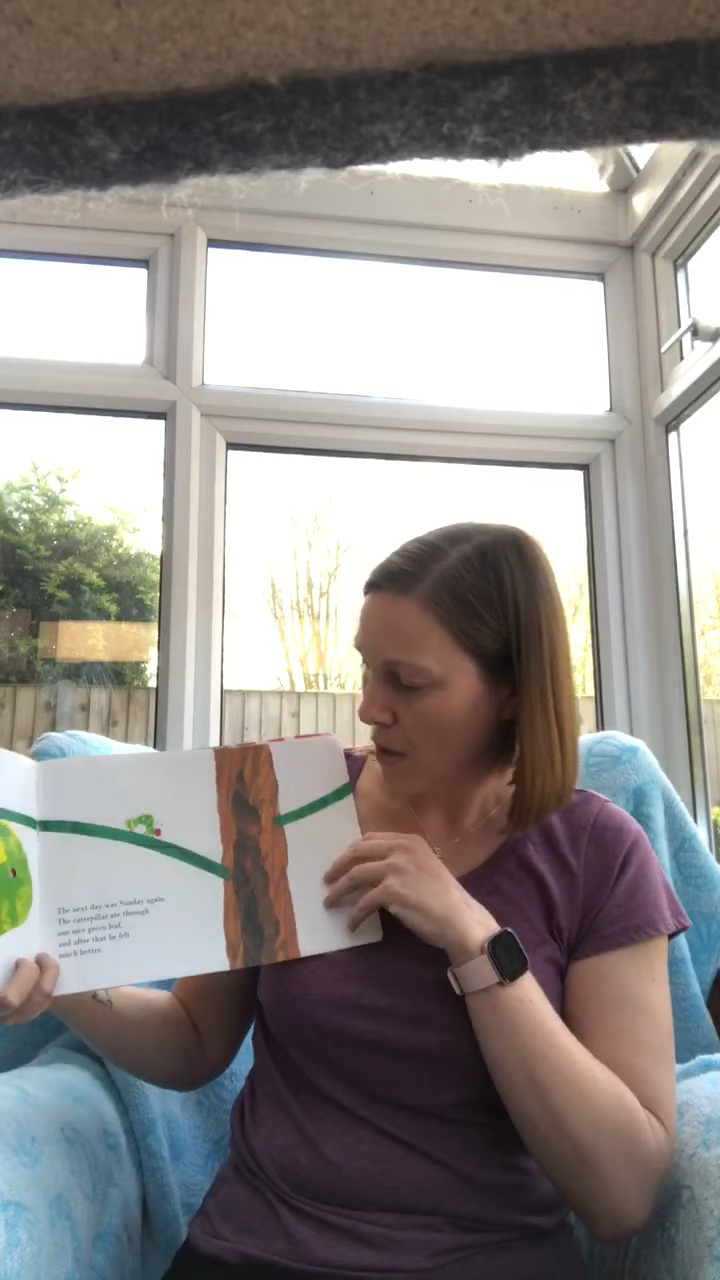 The next day was Sunday again.
The caterpillar ate through
one nice green leaf,
and after that he felt
much better.